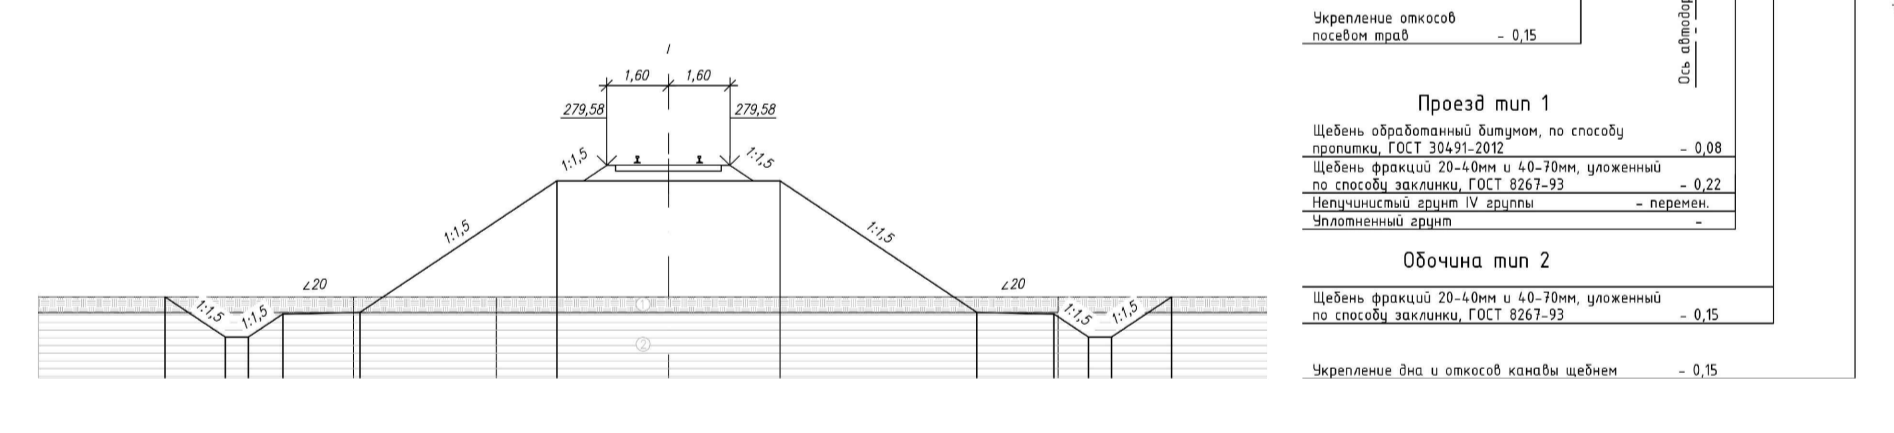 1,60 1,60
279,58 279,58
1:1,5 1:1,5
1:1,5 1:1,5
∠20 ∠20
1:1,5 1:1,5 1:1,5 1:1,5
1
2
Укрепление откосов
посевом трав - 0,15
Ось автодор
Проезд тип 1
Щебень обработанный битумом, по способу
пропитки, ГОСТ 30491-2012 - 0,08
Щебень фракций 20-40мм и 40-70мм, уложенный
по способу заклинки, ГОСТ 8267-93 - 0,22
Непучинистый грунт IV группы - перемен.
Уплотненный грунт -
Обочина тип 2
Щебень фракций 20-40мм и 40-70мм, уложенный
по способу заклинки, ГОСТ 8267-93 - 0,15
Укрепление дна и откосов канавы щебнем - 0,15